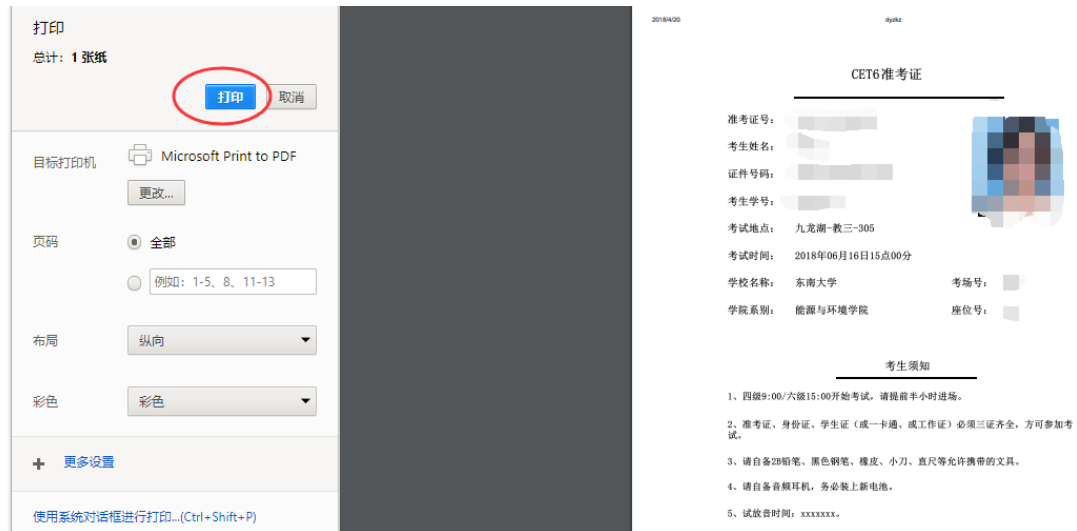 打印
总计：1 张纸
打印 取消
目标打印机 Microsoft Print to PDF
更改...
页码 全部
例如：1-5、8、11-13
布局 纵向
彩色 彩色
更多设置
使用系统对话框进行打印...(Ctrl+Shift+P)
2018/4/20 dyzkz
CET6准考证
准考证号：
考生姓名：
证件号码：
考生学号：
考试地点： 九龙湖-教三-305
考试时间： 2018年06月16日15点00分
学校名称： 东南大学 考场号：
学院系别： 能源与环境学院 座位号：
考生须知
1、四级9:00/六级15:00开始考试，请提前半小时进场。
2、准考证、身份证、学生证（或一卡通、或工作证）必须三证齐全，方可参加考
试。
3、请自备2B铅笔、黑色钢笔、橡皮、小刀、直尺等允许携带的文具。
4、请自备音频耳机，务必装上新电池。
5、试放音时间：xxxxxxx。